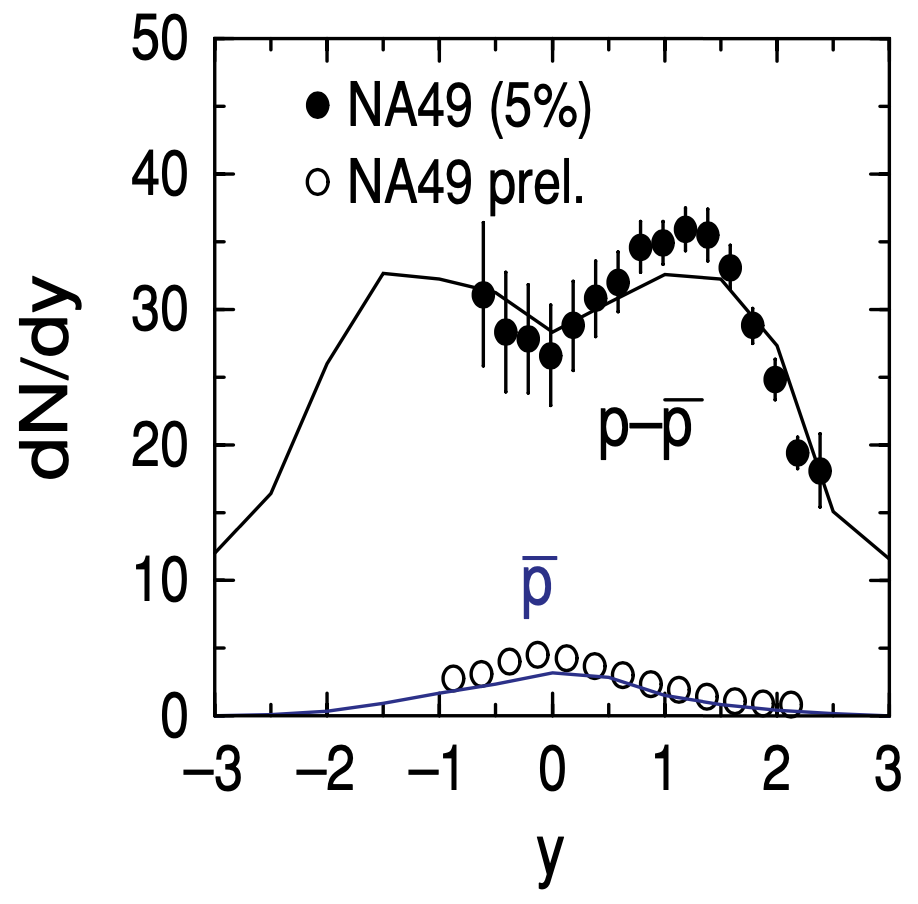 50
40
30
20
10
0
dN/dy
NA49 (5%)
NA49 prel.
p–p̅
p̅
–3 –2 –1 0 1 2 3
y